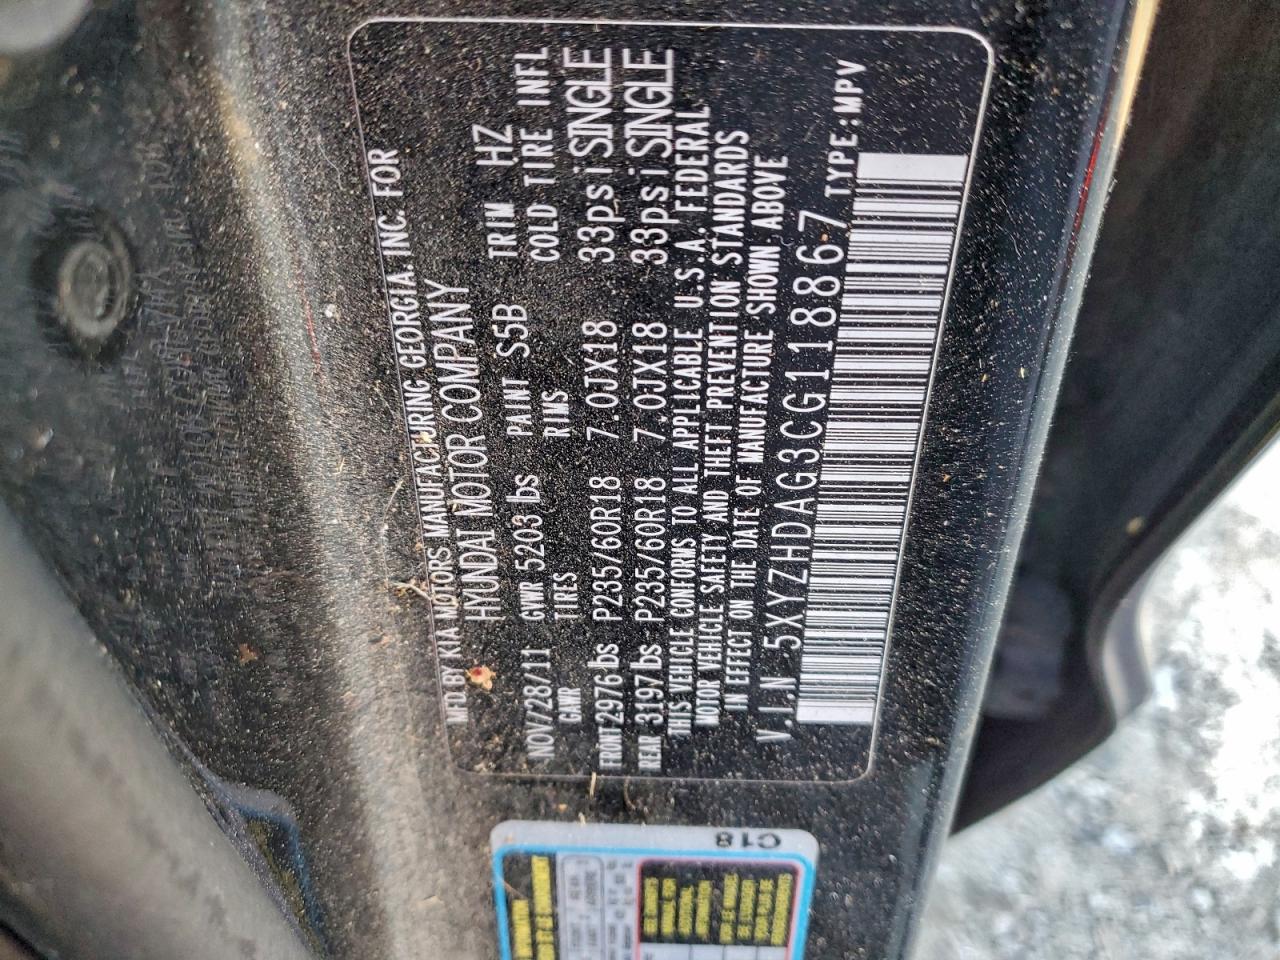 MFD BY KIA MOTORS MANUFACTURING GEORGIA. INC. FOR
HYUNDAI MOTOR COMPANY
NOV/28/11 GVWR 5203 lbs PAINT S5B TRIM HZ
GAWR TIRES RIMS COLD TIRE INFL
FRONT 2976 lbs P235/60R18 7.0JX18 33psi SINGLE
REAR 3197 lbs P235/60R18 7.0JX18 33psi SINGLE
THIS VEHICLE CONFORMS TO ALL APPLICABLE U.S.A. FEDERAL
MOTOR VEHICLE SAFETY AND THEFT PREVENTION STANDARDS
IN EFFECT ON THE DATE OF MANUFACTURE SHOWN ABOVE
V.I.N 5XYZHDAG3CG118867 TYPE:MPV
C18